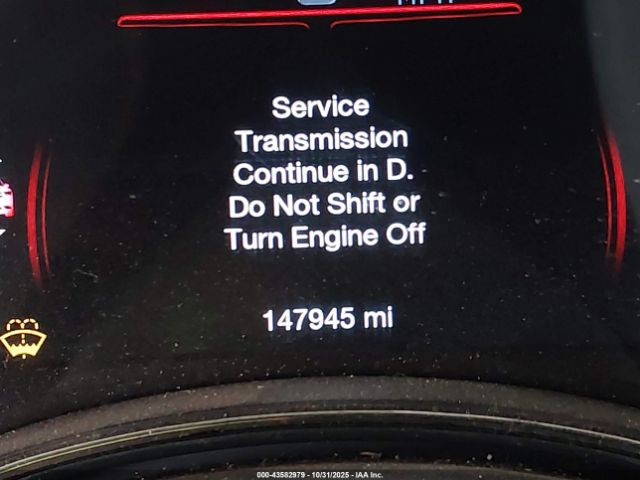 MPH
Service
Transmission
Continue in D.
Do Not Shift or
Turn Engine Off
147945 mi
000-43582979 - 10/31/2025 - IAA Inc.